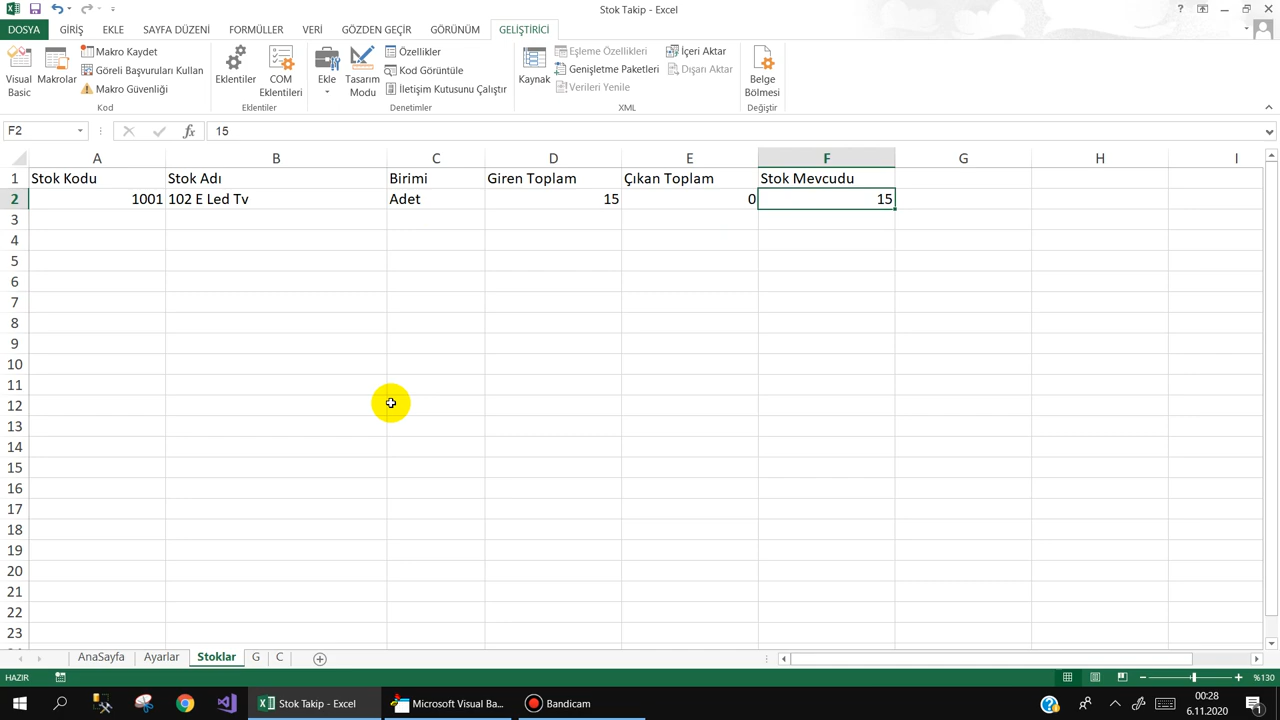 Stok Takip - Excel
DOSYA GİRİŞ EKLE SAYFA DÜZENİ FORMÜLLER VERİ GÖZDEN GEÇİR GÖRÜNÜM GELİŞTİRİCİ
Visual Basic
Makrolar
Makro Kaydet
Göreli Başvuruları Kullan
Makro Güvenliği
Kod
Eklentiler
COM Eklentileri
Eklentiler
Ekle
Tasarım Modu
Özellikler
Kod Görüntüle
İletişim Kutusunu Çalıştır
Denetimler
Kaynak
Eşleme Özellikleri
Genişletme Paketleri
Verileri Yenile
İçeri Aktar
Dışarı Aktar
XML
Belge Bölmesi
Değiştir
F2 fx 15
A B C D E F G H I
1 Stok Kodu Stok Adı Birimi Giren Toplam Çıkan Toplam Stok Mevcudu
2 1001 102 E Led Tv Adet 15 0 15
3
4
5
6
7
8
9
10
11
12
13
14
15
16
17
18
19
20
21
22
23
AnaSayfa Ayarlar Stoklar G C
HAZIR %130
Stok Takip - Excel Microsoft Visual Ba... Bandicam 00:28
6.11.2020